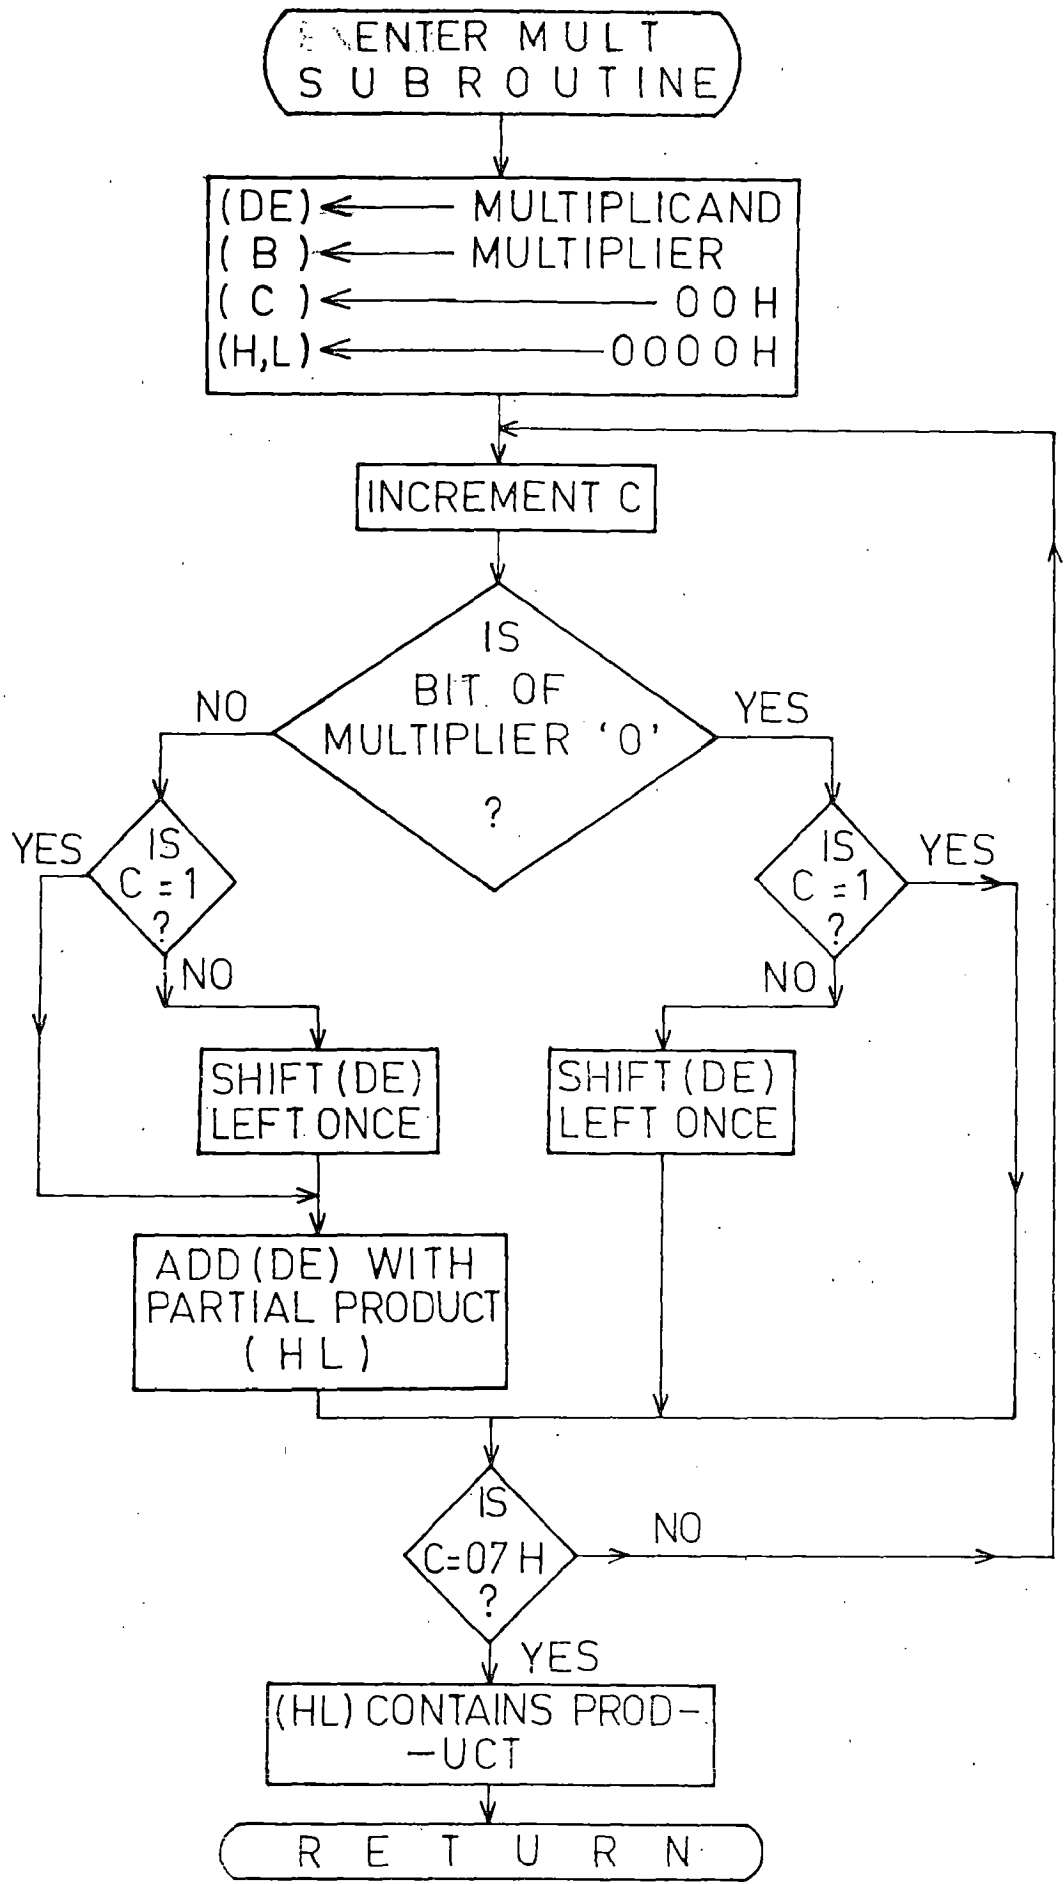 ENTER MULT
SUBROUTINE
(DE) ← MULTIPLICAND
( B ) ← MULTIPLIER
( C ) ← 00H
(H,L) ← 0000H
INCREMENT C
IS
BIT OF
MULTIPLIER '0'
?
NO
YES
IS
C = 1
?
YES
NO
IS
C = 1
?
YES
NO
SHIFT (DE)
LEFT ONCE
SHIFT (DE)
LEFT ONCE
ADD (DE) WITH
PARTIAL PRODUCT
( HL )
IS
C=07 H
?
NO
YES
(HL) CONTAINS PROD-
-UCT
RETURN